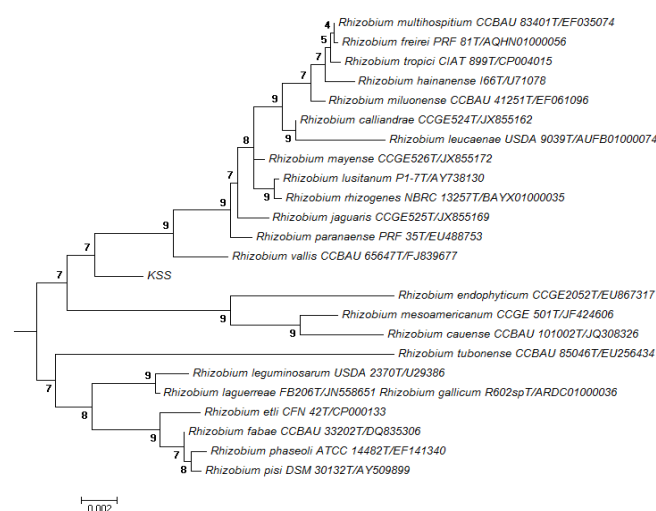 4
Rhizobium multihospitium CCBAU 83401T/EF035074
5
Rhizobium freirei PRF 81T/AQHN01000056
Rhizobium tropici CIAT 899T/CP004015
7
Rhizobium hainanense I66T/U71078
7
Rhizobium miluonense CCBAU 41251T/EF061096
9
Rhizobium calliandrae CCGE524T/JX855162
9
Rhizobium leucaenae USDA 9039T/AUFB01000074
8
Rhizobium mayense CCGE526T/JX855172
Rhizobium lusitanum P1-7T/AY738130
9
Rhizobium rhizogenes NBRC 13257T/BAYX01000035
7
Rhizobium jaguaris CCGE525T/JX855169
9
Rhizobium paranaense PRF 35T/EU488753
9
Rhizobium vallis CCBAU 65647T/FJ839677
7
KSS
7
Rhizobium endophyticum CCGE2052T/EU867317
9
Rhizobium mesoamericanum CCGE 501T/JF424606
9
Rhizobium cauense CCBAU 101002T/JQ308326
Rhizobium tubonense CCBAU 85046T/EU256434
7
Rhizobium leguminosarum USDA 2370T/U29386
9
Rhizobium laguerreae FB206T/JN558651 Rhizobium gallicum R602spT/ARDC01000036
8
Rhizobium etli CFN 42T/CP000133
9
Rhizobium fabae CCBAU 33202T/DQ835306
7
Rhizobium phaseoli ATCC 14482T/EF141340
8
Rhizobium pisi DSM 30132T/AY509899
0.002